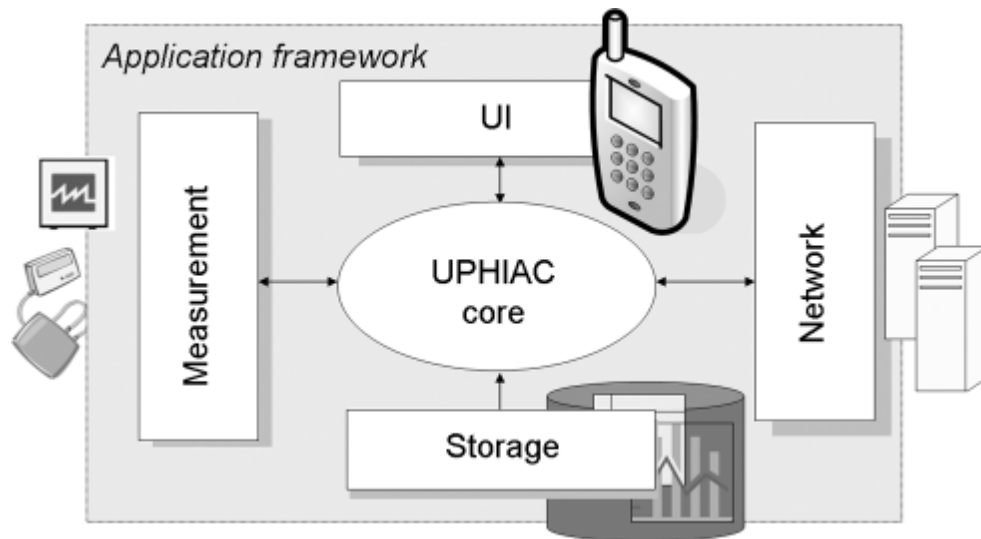 Application framework
UI
Measurement
UPHIAC
core
Network
Storage